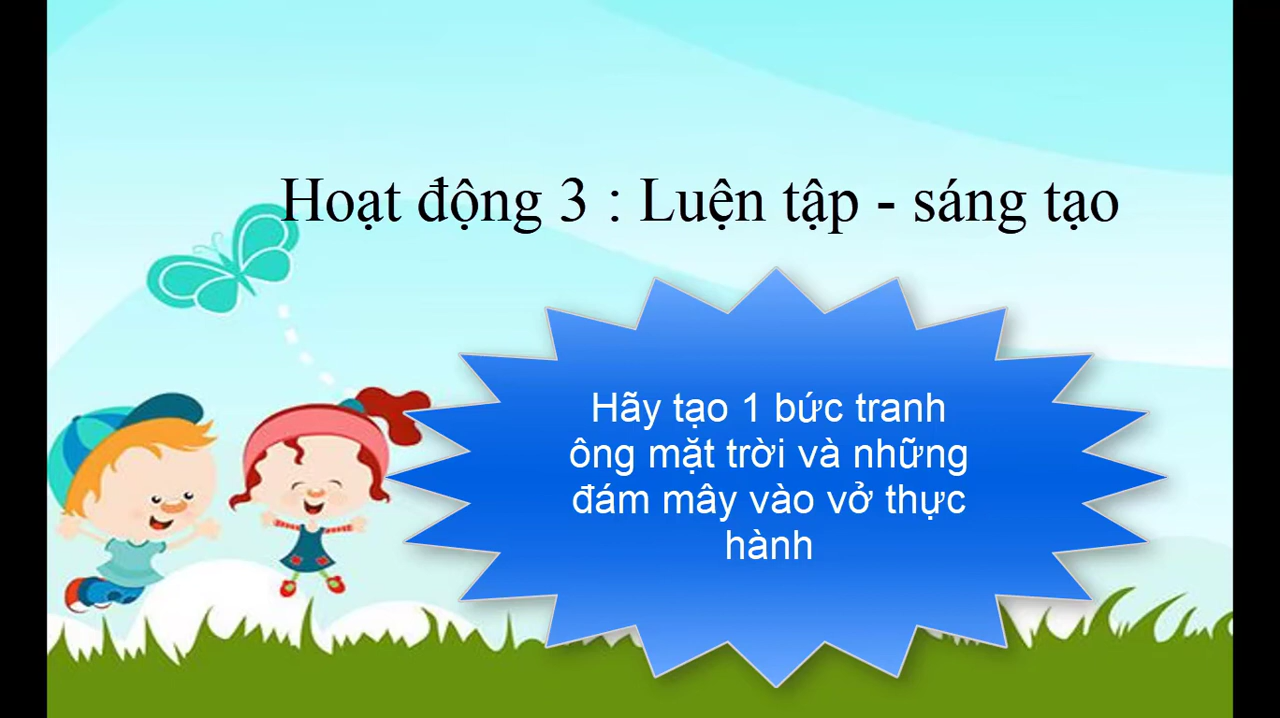 Hoạt động 3 : Luện tập - sáng tạo
Hãy tạo 1 bức tranh
ông mặt trời và những
đám mây vào vở thực
hành